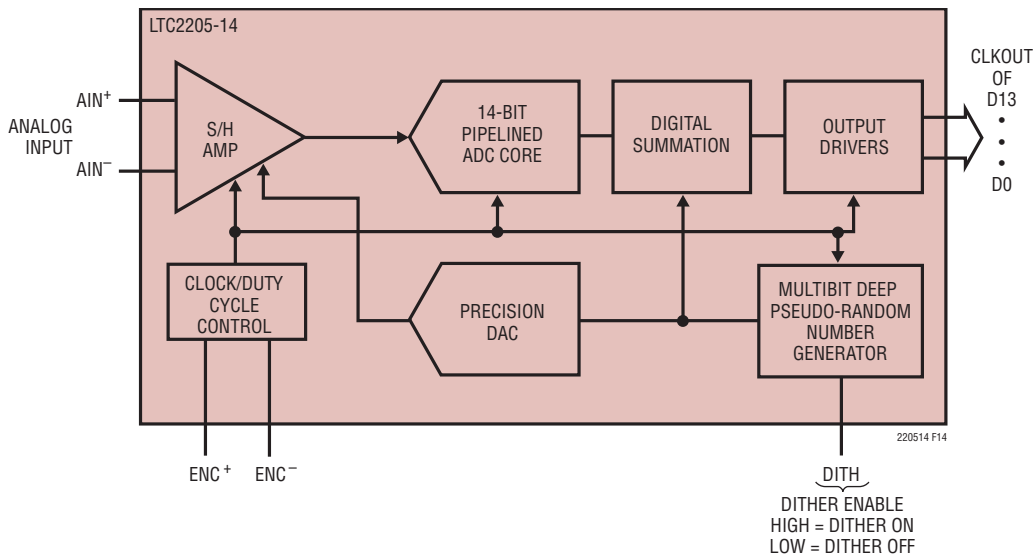 LTC2205-14
AIN+
ANALOG
INPUT
AIN−
S/H
AMP
14-BIT
PIPELINED
ADC CORE
DIGITAL
SUMMATION
OUTPUT
DRIVERS
CLKOUT
OF
D13
•
•
•
D0
CLOCK/DUTY
CYCLE
CONTROL
PRECISION
DAC
MULTIBIT DEEP
PSEUDO-RANDOM
NUMBER
GENERATOR
220514 F14
ENC+ ENC−
DITH
DITHER ENABLE
HIGH = DITHER ON
LOW = DITHER OFF